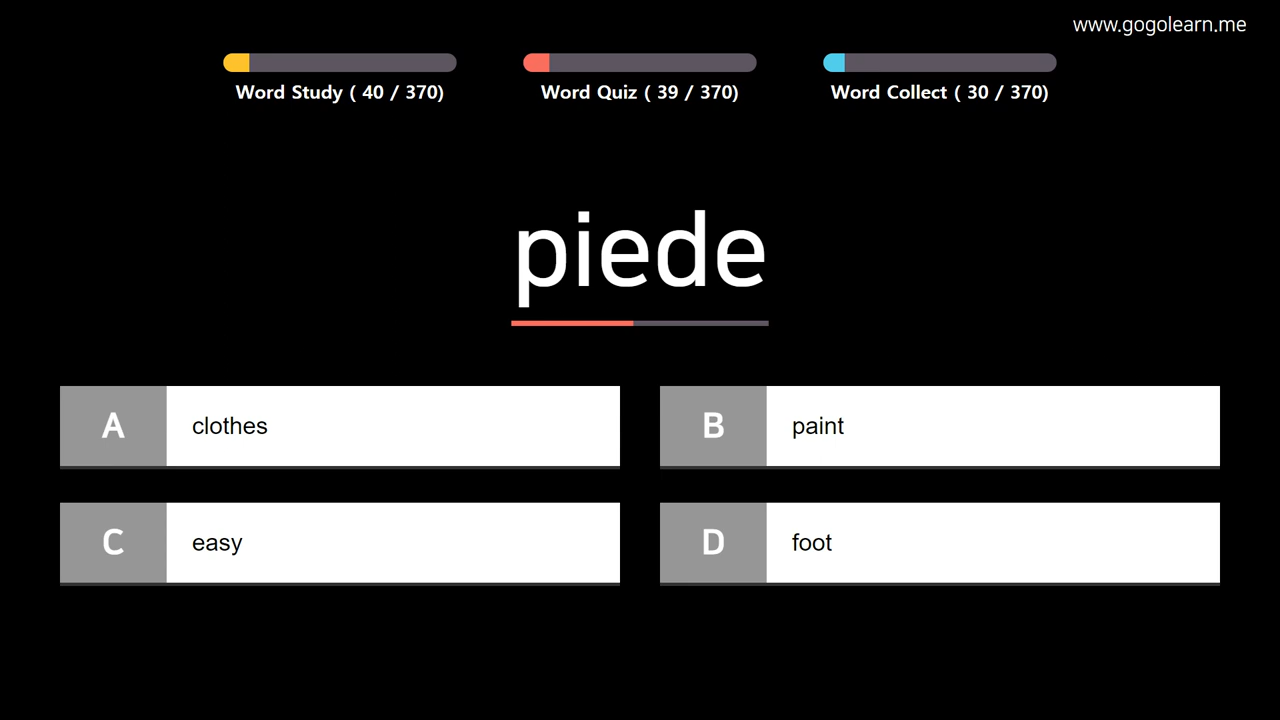 www.gogolearn.me
Word Study ( 40 / 370)
Word Quiz ( 39 / 370)
Word Collect ( 30 / 370)
piede
A clothes
B paint
C easy
D foot